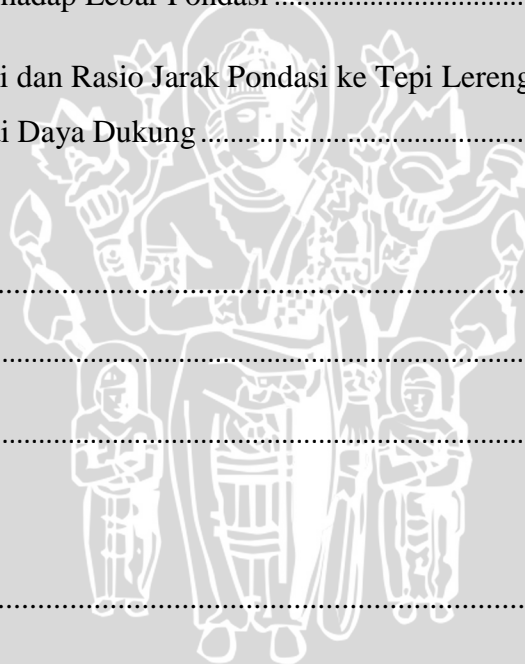 hadap Lebar Pondasi ..........................................
i dan Rasio Jarak Pondasi ke Tepi Lereng
i Daya Dukung ......................................................
................................................................................
................................................................................
................................................................................
................................................................................